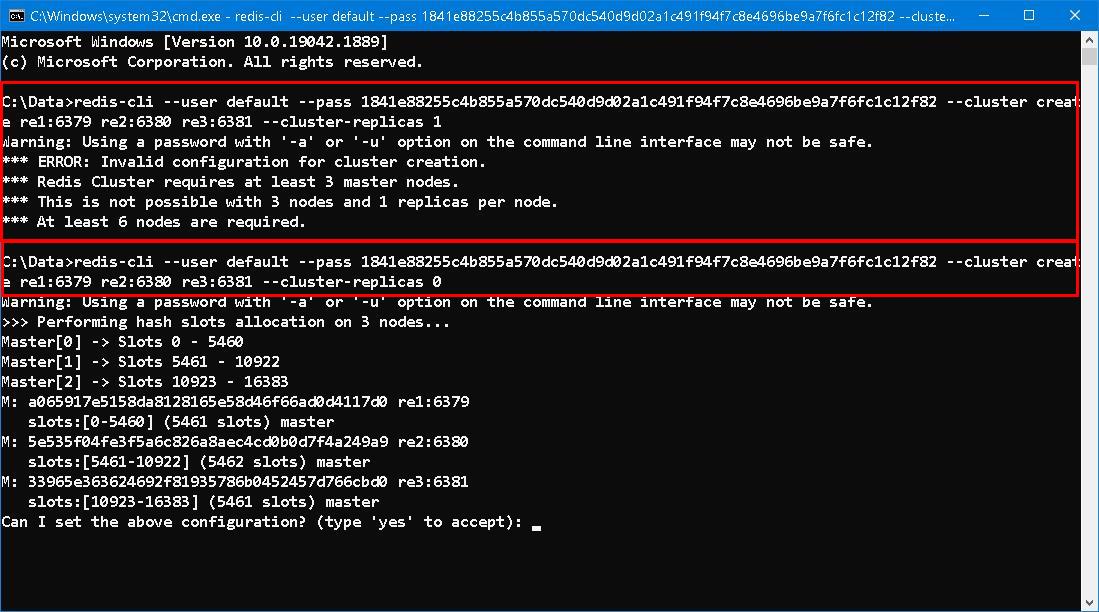 C:\Windows\system32\cmd.exe - redis-cli --user default --pass 1841e88255c4b855a570dc540d9d02a1c491f94f7c8e4696be9a7f6fc1c12f82 --cluste...
Microsoft Windows [Version 10.0.19042.1889]
(c) Microsoft Corporation. All rights reserved.
C:\Data>redis-cli --user default --pass 1841e88255c4b855a570dc540d9d02a1c491f94f7c8e4696be9a7f6fc1c12f82 --cluster creat
e re1:6379 re2:6380 re3:6381 --cluster-replicas 1
Warning: Using a password with '-a' or '-u' option on the command line interface may not be safe.
*** ERROR: Invalid configuration for cluster creation.
*** Redis Cluster requires at least 3 master nodes.
*** This is not possible with 3 nodes and 1 replicas per node.
*** At least 6 nodes are required.
C:\Data>redis-cli --user default --pass 1841e88255c4b855a570dc540d9d02a1c491f94f7c8e4696be9a7f6fc1c12f82 --cluster creat
e re1:6379 re2:6380 re3:6381 --cluster-replicas 0
Warning: Using a password with '-a' or '-u' option on the command line interface may not be safe.
>>> Performing hash slots allocation on 3 nodes...
Master[0] -> Slots 0 - 5460
Master[1] -> Slots 5461 - 10922
Master[2] -> Slots 10923 - 16383
M: a065917e5158da8128165e58d46f66ad0d4117d0 re1:6379
   slots:[0-5460] (5461 slots) master
M: 5e535f04fe3f5a6c826a8aec4cd0b0d7f4a249a9 re2:6380
   slots:[5461-10922] (5462 slots) master
M: 33965e363624692f81935786b0452457d766cbd0 re3:6381
   slots:[10923-16383] (5461 slots) master
Can I set the above configuration? (type 'yes' to accept): _